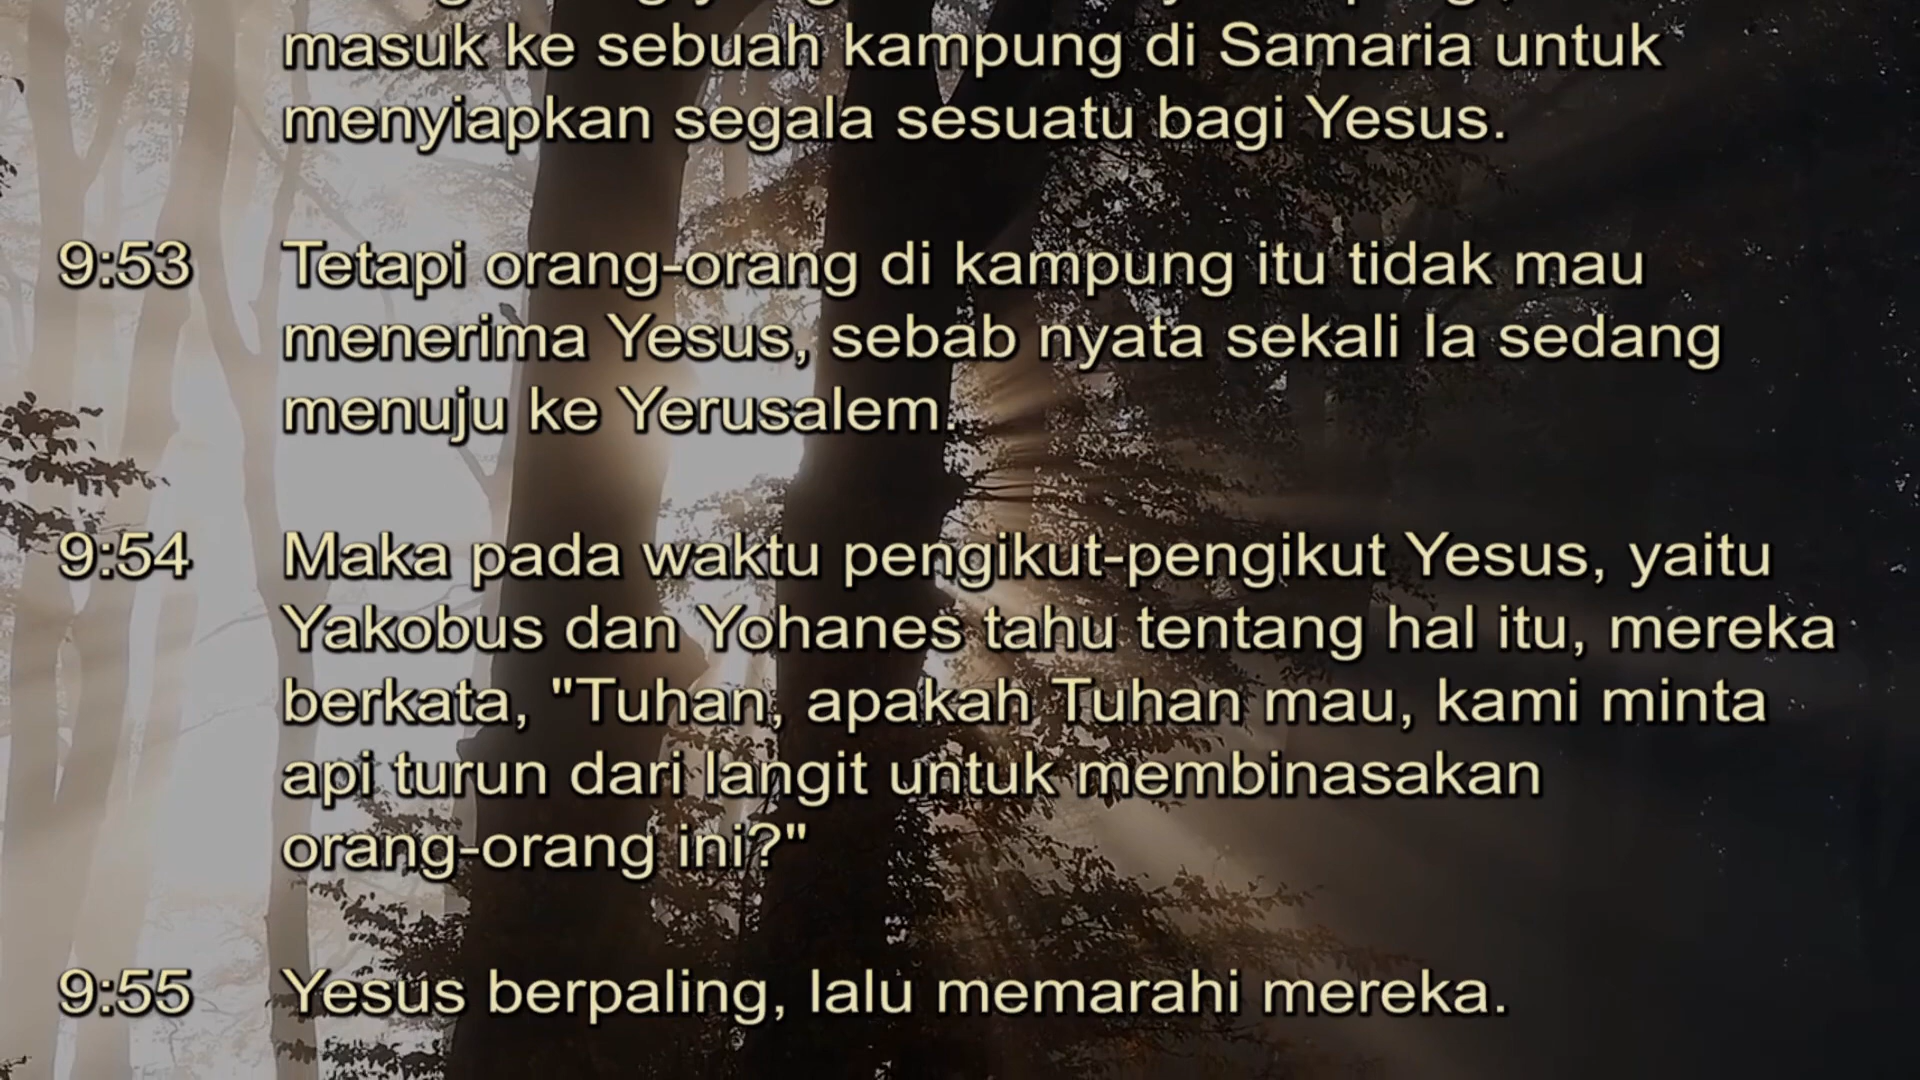 masuk ke sebuah kampung di Samaria untuk
menyiapkan segala sesuatu bagi Yesus.
9:53 Tetapi orang-orang di kampung itu tidak mau
menerima Yesus, sebab nyata sekali Ia sedang
menuju ke Yerusalem.
9:54 Maka pada waktu pengikut-pengikut Yesus, yaitu
Yakobus dan Yohanes tahu tentang hal itu, mereka
berkata, "Tuhan, apakah Tuhan mau, kami minta
api turun dari langit untuk membinasakan
orang-orang ini?"
9:55 Yesus berpaling, lalu memarahi mereka.